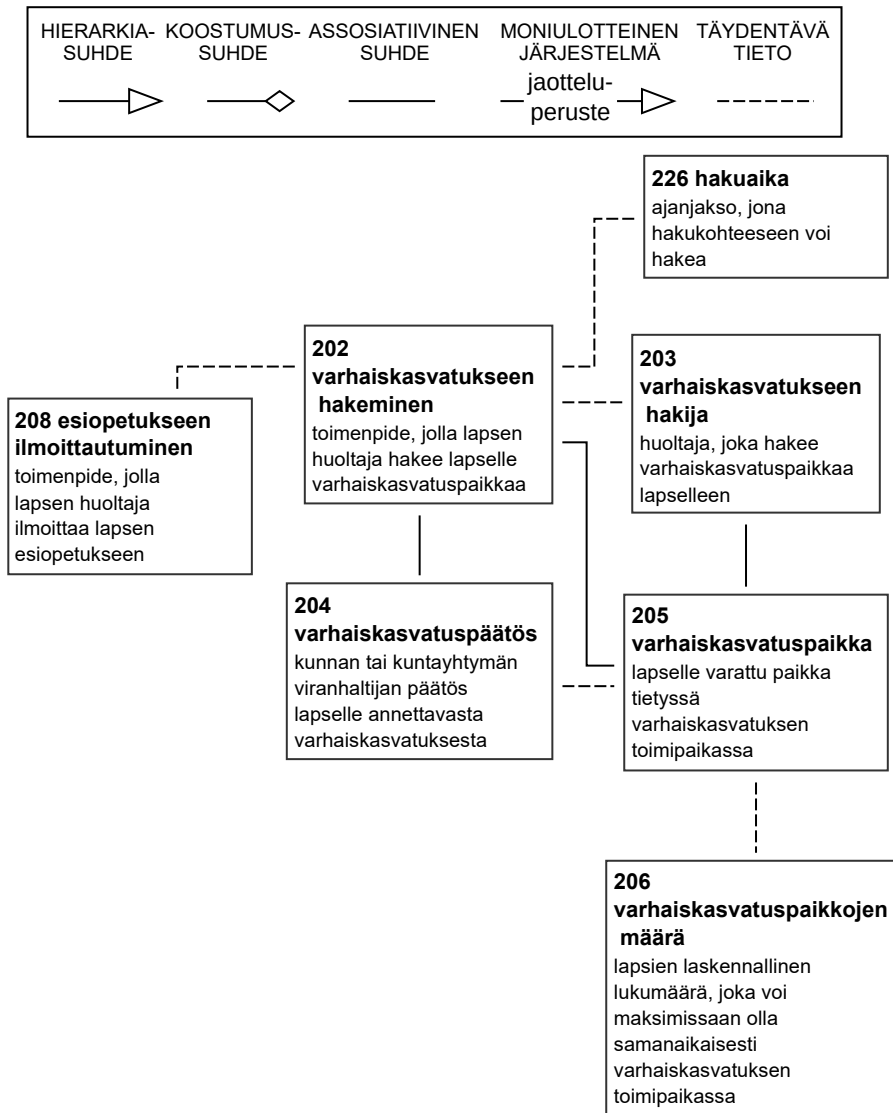 HIERARKIA-
SUHDE
KOOSTUMUS-
SUHDE
ASSOSIATIIVINEN
SUHDE
MONIULOTTEINEN
JÄRJESTELMÄ
jaottelu-
peruste
TÄYDENTÄVÄ
TIETO
226 hakuaika
ajanjakso, jona
hakukohteeseen voi
hakea
202
varhaiskasvatukseen
hakeminen
toimenpide, jolla lapsen
huoltaja hakee lapselle
varhaiskasvatuspaikkaa
203
varhaiskasvatukseen
hakija
huoltaja, joka hakee
varhaiskasvatuspaikkaa
lapselleen
208 esiopetukseen
ilmoittautuminen
toimenpide, jolla
lapsen huoltaja
ilmoittaa lapsen
esiopetukseen
204
varhaiskasvatuspäätös
kunnan tai kuntayhtymän
viranhaltijan päätös
lapselle annettavasta
varhaiskasvatuksesta
205
varhaiskasvatuspaikka
lapselle varattu paikka
tietyssä
varhaiskasvatuksen
toimipaikassa
206
varhaiskasvatuspaikkojen
määrä
lapsien laskennallinen
lukumäärä, joka voi
maksimissaan olla
samanaikaisesti
varhaiskasvatuksen
toimipaikassa